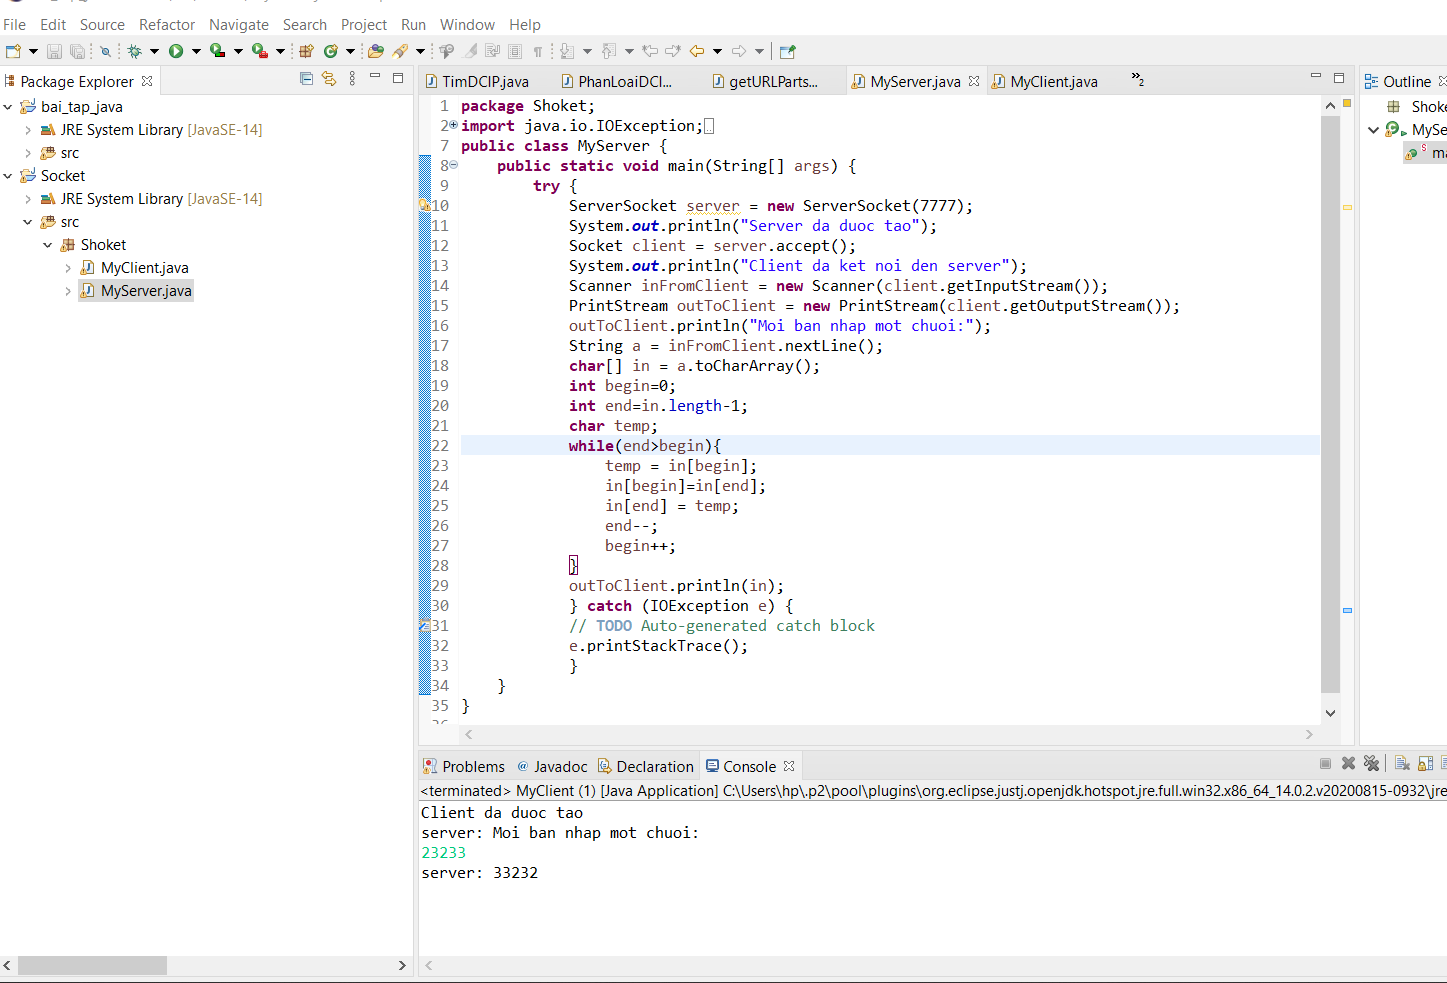 File Edit Source Refactor Navigate Search Project Run Window Help
Package Explorer
bai_tap_java
JRE System Library [JavaSE-14]
src
Socket
JRE System Library [JavaSE-14]
src
Shoket
MyClient.java
MyServer.java
TimDCIP.java PhanLoaiDCI... getURLParts... MyServer.java MyClient.java »2
1 package Shoket;
2 import java.io.IOException;
7 public class MyServer {
8 public static void main(String[] args) {
9 try {
10 ServerSocket server = new ServerSocket(7777);
11 System.out.println("Server da duoc tao");
12 Socket client = server.accept();
13 System.out.println("Client da ket noi den server");
14 Scanner inFromClient = new Scanner(client.getInputStream());
15 PrintStream outToClient = new PrintStream(client.getOutputStream());
16 outToClient.println("Moi ban nhap mot chuoi:");
17 String a = inFromClient.nextLine();
18 char[] in = a.toCharArray();
19 int begin=0;
20 int end=in.length-1;
21 char temp;
22 while(end>begin){
23 temp = in[begin];
24 in[begin]=in[end];
25 in[end] = temp;
26 end--;
27 begin++;
28 }
29 outToClient.println(in);
30 } catch (IOException e) {
31 // TODO Auto-generated catch block
32 e.printStackTrace();
33 }
34 }
35 }
Outline
Shoke
MySe
S ma
Problems @ Javadoc Declaration Console
<terminated> MyClient (1) [Java Application] C:\Users\hp\.p2\pool\plugins\org.eclipse.justj.openjdk.hotspot.jre.full.win32.x86_64_14.0.2.v20200815-0932\jre
Client da duoc tao
server: Moi ban nhap mot chuoi:
23233
server: 33232